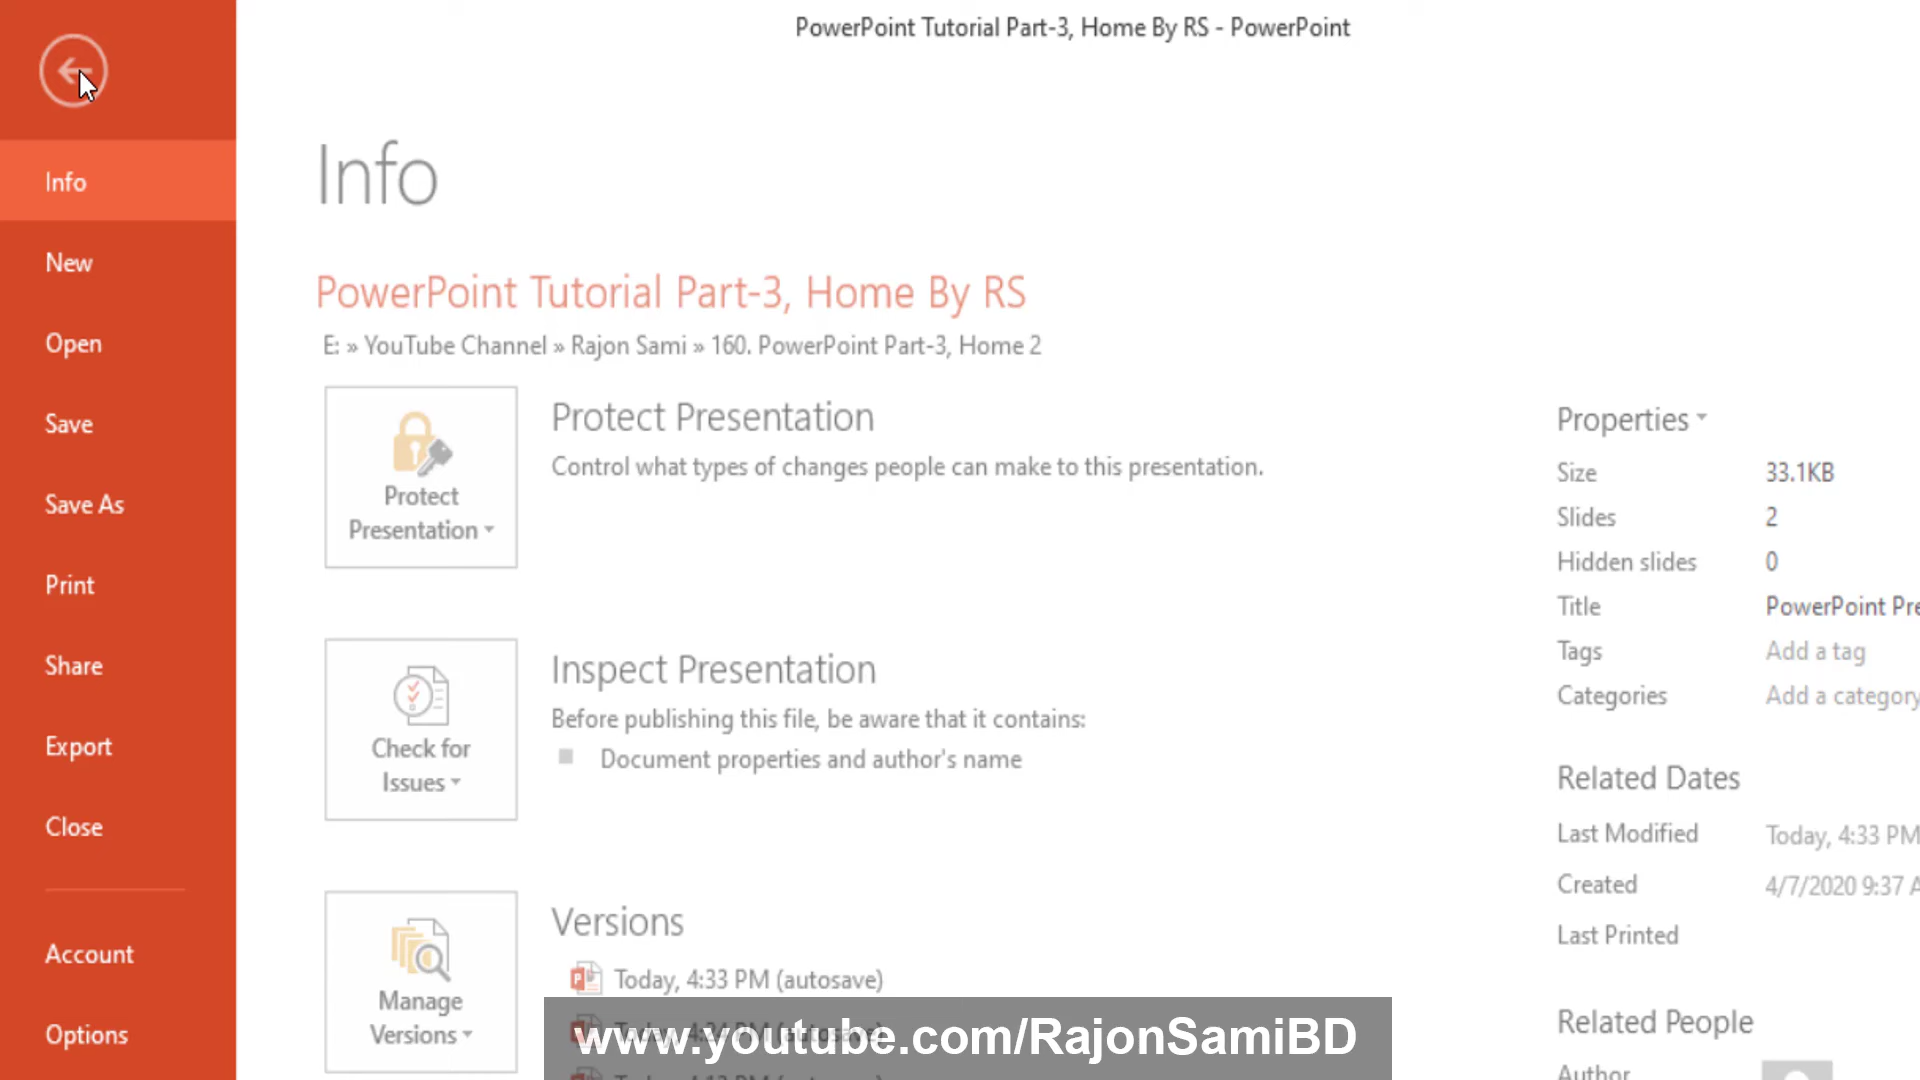 PowerPoint Tutorial Part-3, Home By RS - PowerPoint
Info
New
Open
Save
Save As
Print
Share
Export
Close
Account
Options
Info
PowerPoint Tutorial Part-3, Home By RS
E: » YouTube Channel » Rajon Sami » 160. PowerPoint Part-3, Home 2
Protect
Presentation
Protect Presentation
Control what types of changes people can make to this presentation.
Check for
Issues
Inspect Presentation
Before publishing this file, be aware that it contains:
Document properties and author's name
Manage
Versions
Versions
Today, 4:33 PM (autosave)
www.youtube.com/RajonSamiBD
Properties
Size 33.1KB
Slides 2
Hidden slides 0
Title PowerPoint
Tags Add a tag
Categories Add a category
Related Dates
Last Modified Today, 4:33 PM
Created 4/7/2020 9:37
Last Printed
Related People
Author